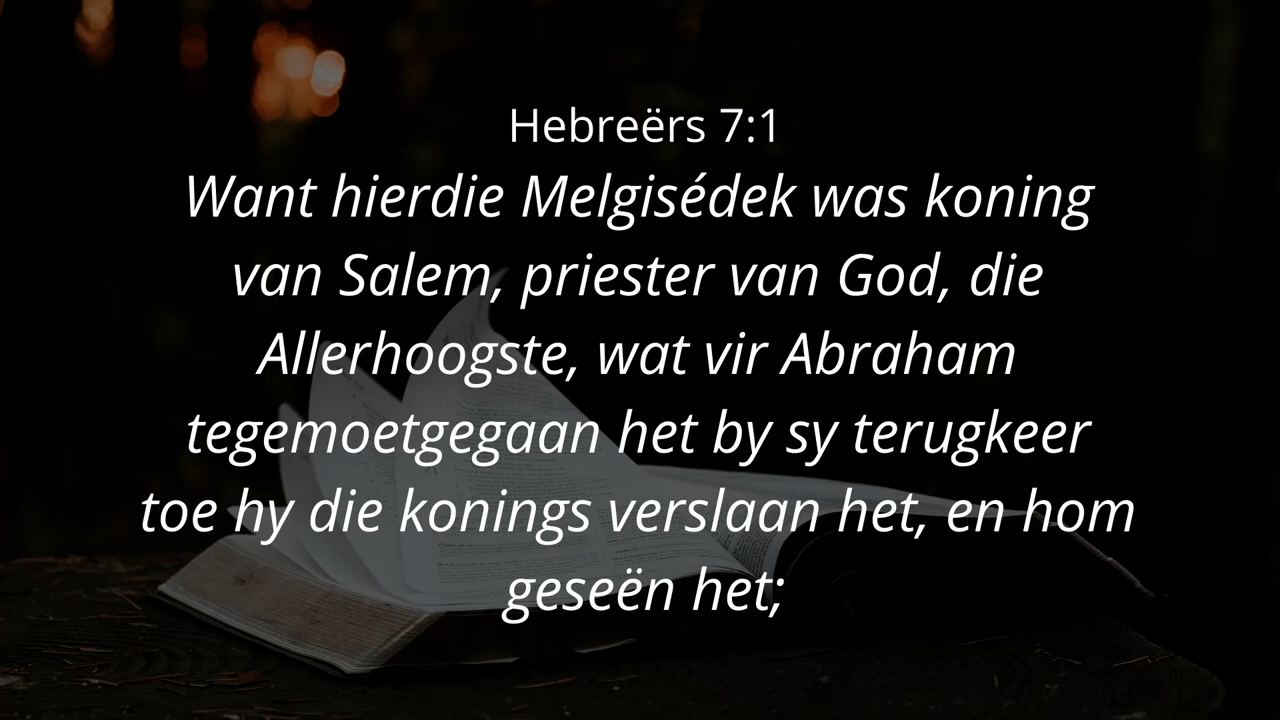 Hebreërs 7:1
Want hierdie Melgisédek was koning
van Salem, priester van God, die
Allerhoogste, wat vir Abraham
tegemoetgegaan het by sy terugkeer
toe hy die konings verslaan het, en hom
geseën het;